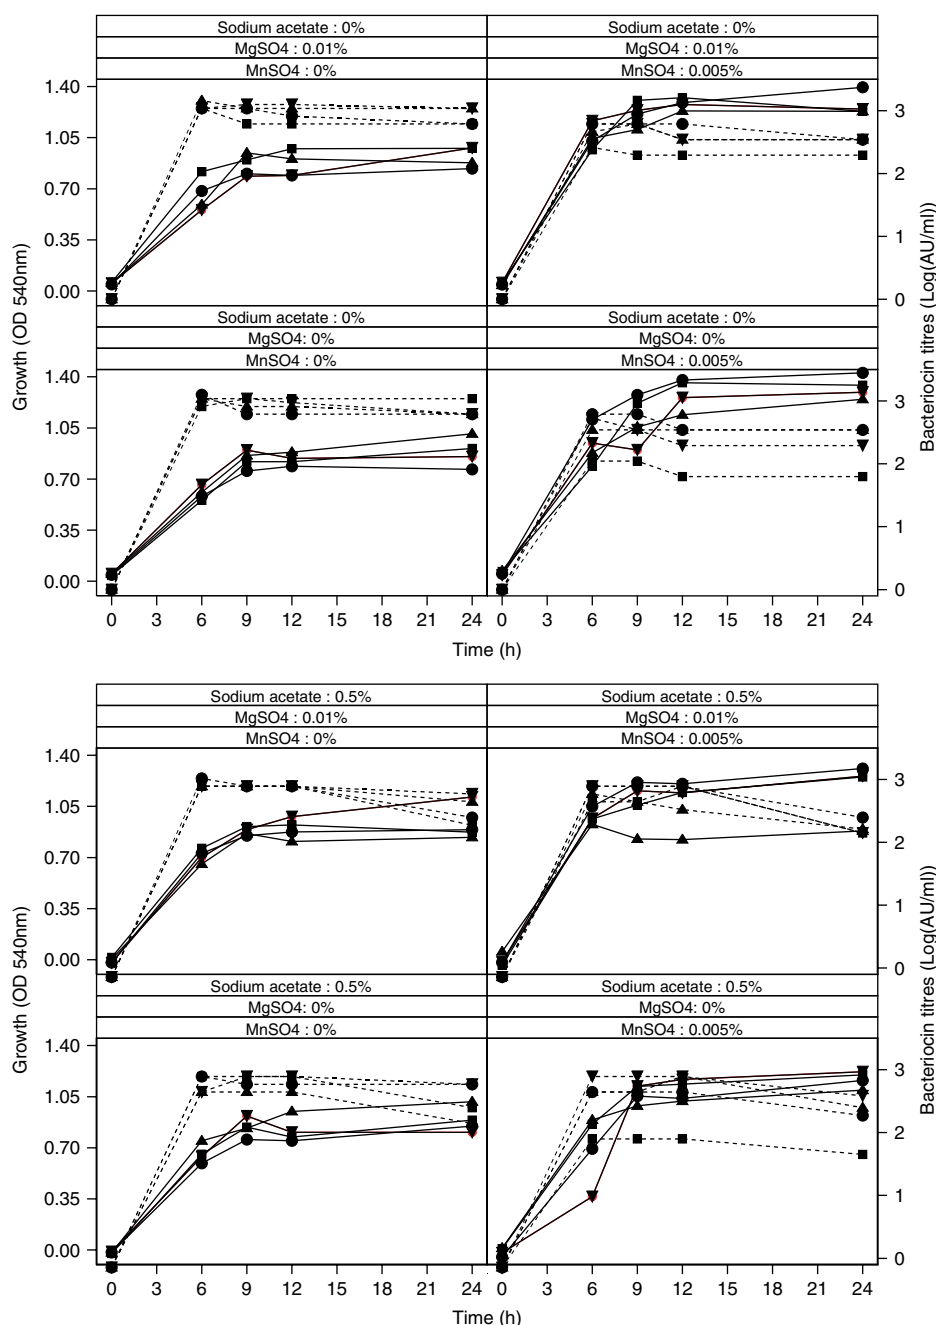 Sodium acetate : 0%
MgSO4 : 0.01%
MnSO4 : 0%
Sodium acetate : 0%
MgSO4 : 0.01%
MnSO4 : 0.005%
1.40
1.05
0.70
0.35
0.00
3
2
1
0
Sodium acetate : 0%
MgSO4: 0%
MnSO4 : 0%
Sodium acetate : 0%
MgSO4: 0%
MnSO4 : 0.005%
1.40
1.05
0.70
0.35
0.00
3
2
1
0
Growth (OD 540nm)
Bacteriocin titres (Log(AU/ml))
0 3 6 9 12 15 18 21 24
0 3 6 9 12 15 18 21 24
Time (h)
Sodium acetate : 0.5%
MgSO4 : 0.01%
MnSO4 : 0%
Sodium acetate : 0.5%
MgSO4 : 0.01%
MnSO4 : 0.005%
1.40
1.05
0.70
0.35
0.00
3
2
1
0
Sodium acetate : 0.5%
MgSO4: 0%
MnSO4 : 0%
Sodium acetate : 0.5%
MgSO4: 0%
MnSO4 : 0.005%
1.40
1.05
0.70
0.35
0.00
3
2
1
0
Growth (OD 540nm)
Bacteriocin titres (Log(AU/ml))
0 3 6 9 12 15 18 21 24
0 3 6 9 12 15 18 21 24
Time (h)